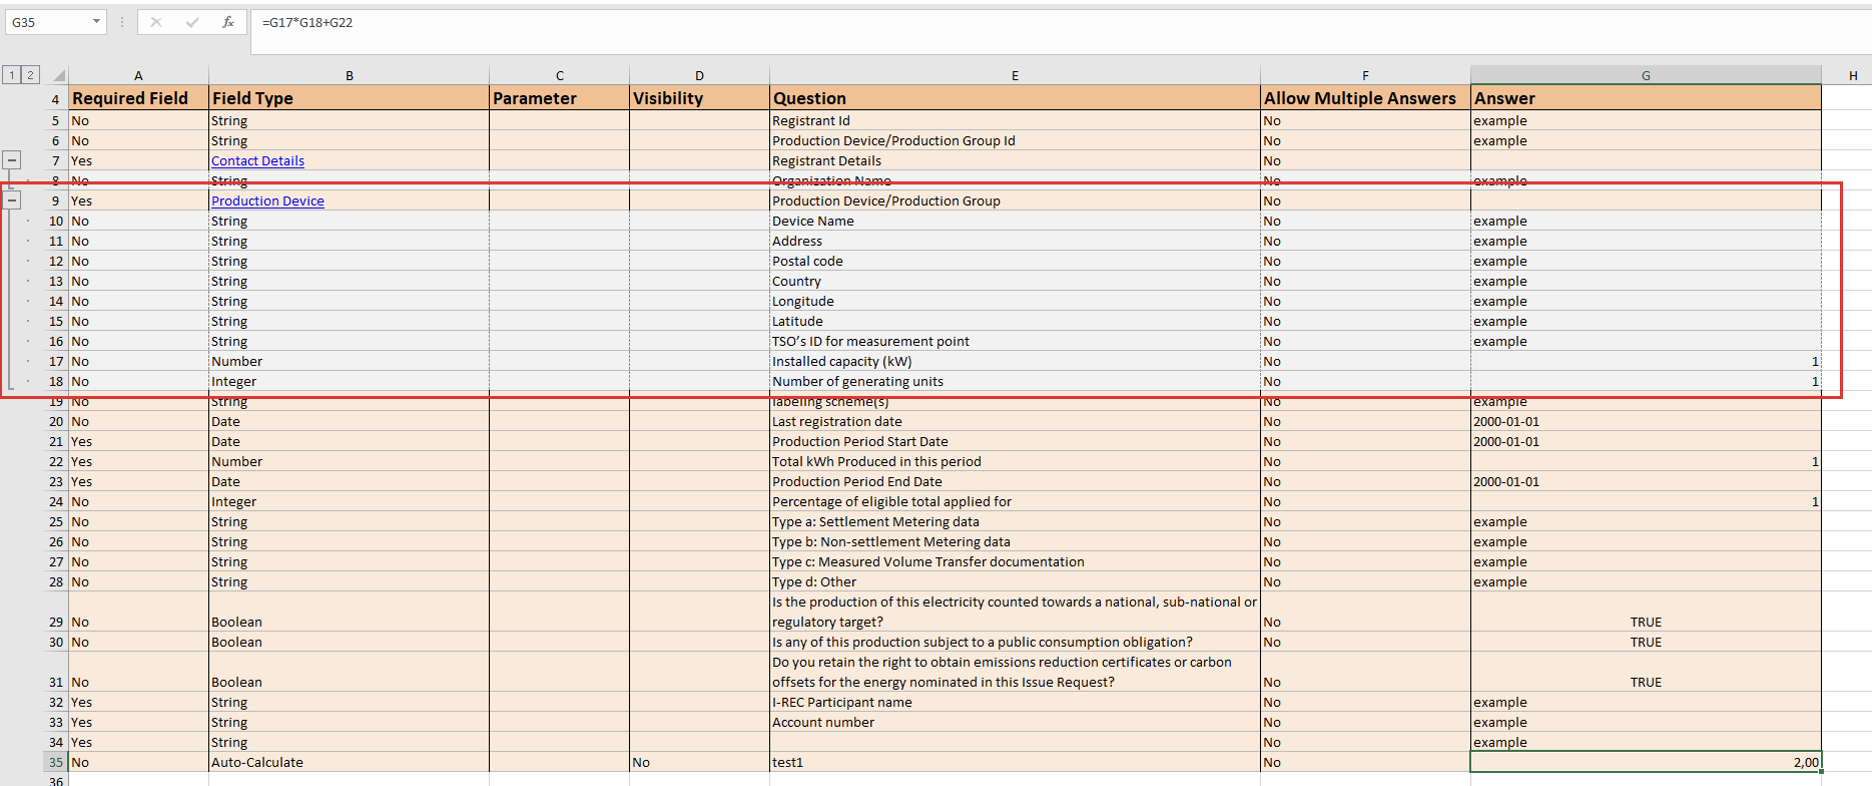 G35 fx =G17*G18+G22
1 2 A B C D E F G H
4 Required Field Field Type Parameter Visibility Question Allow Multiple Answers Answer
5 No String Registrant Id No example
6 No String Production Device/Production Group Id No example
7 Yes Contact Details Registrant Details No
8 No String Organization Name No example
9 Yes Production Device Production Device/Production Group No
10 No String Device Name No example
11 No String Address No example
12 No String Postal code No example
13 No String Country No example
14 No String Longitude No example
15 No String Latitude No example
16 No String TSO's ID for measurement point No example
17 No Number Installed capacity (kW) No 1
18 No Integer Number of generating units No 1
19 No String labeling scheme(s) No example
20 No Date Last registration date No 2000-01-01
21 Yes Date Production Period Start Date No 2000-01-01
22 Yes Number Total kWh Produced in this period No 1
23 Yes Date Production Period End Date No 2000-01-01
24 No Integer Percentage of eligible total applied for No 1
25 No String Type a: Settlement Metering data No example
26 No String Type b: Non-settlement Metering data No example
27 No String Type c: Measured Volume Transfer documentation No example
28 No String Type d: Other No example
Is the production of this electricity counted towards a national, sub-national or
29 No Boolean regulatory target? No TRUE
30 No Boolean Is any of this production subject to a public consumption obligation? No TRUE
Do you retain the right to obtain emissions reduction certificates or carbon
31 No Boolean offsets for the energy nominated in this Issue Request? No TRUE
32 Yes String I-REC Participant name No example
33 Yes String Account number No example
34 Yes String No example
35 No Auto-Calculate No test1 No 2,00
36